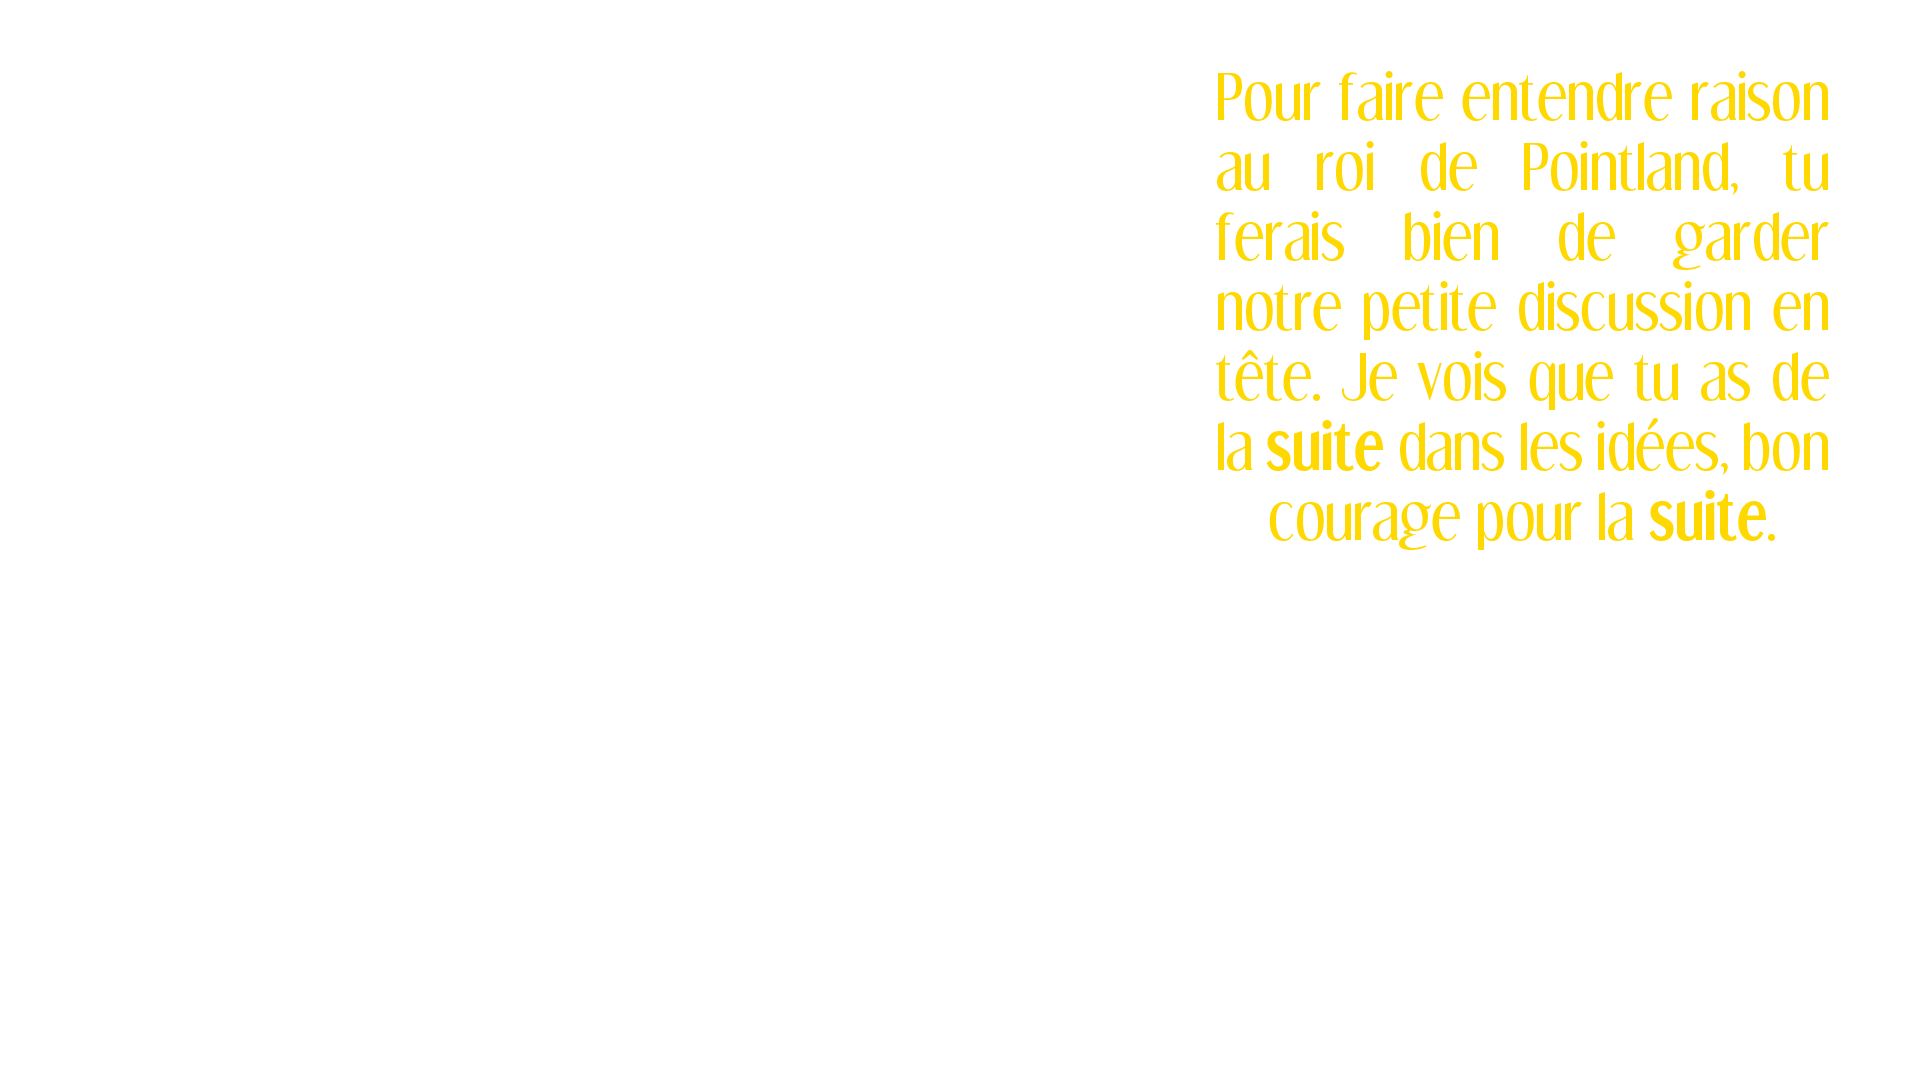 Pour faire entendre raison
au roi de Pointland, tu
ferais bien de garder
notre petite discussion en
tête. Je vois que tu as de
la suite dans les idées, bon
courage pour la suite.